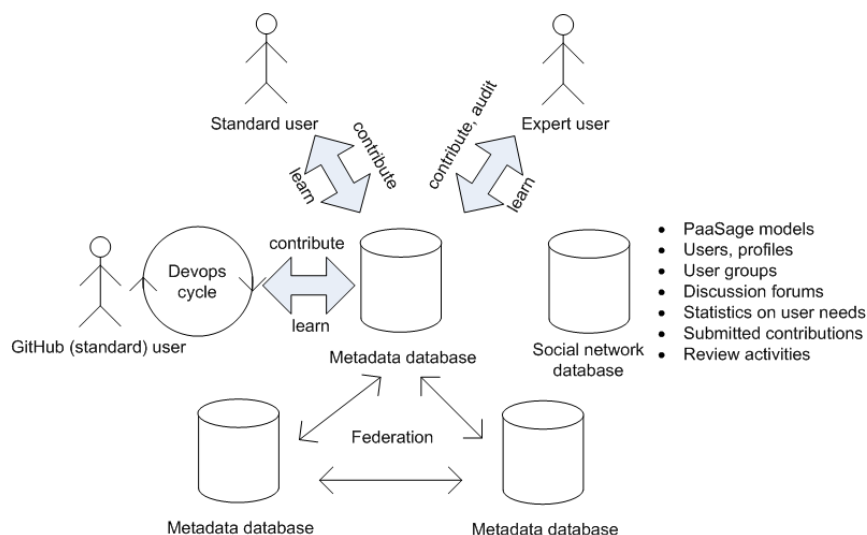 Standard user
Expert user
contribute
learn
contribute, audit
learn
GitHub (standard) user
Devops
cycle
contribute
learn
Metadata database
Social network
database
• PaaSage models
• Users, profiles
• User groups
• Discussion forums
• Statistics on user needs
• Submitted contributions
• Review activities
Federation
Metadata database
Metadata database